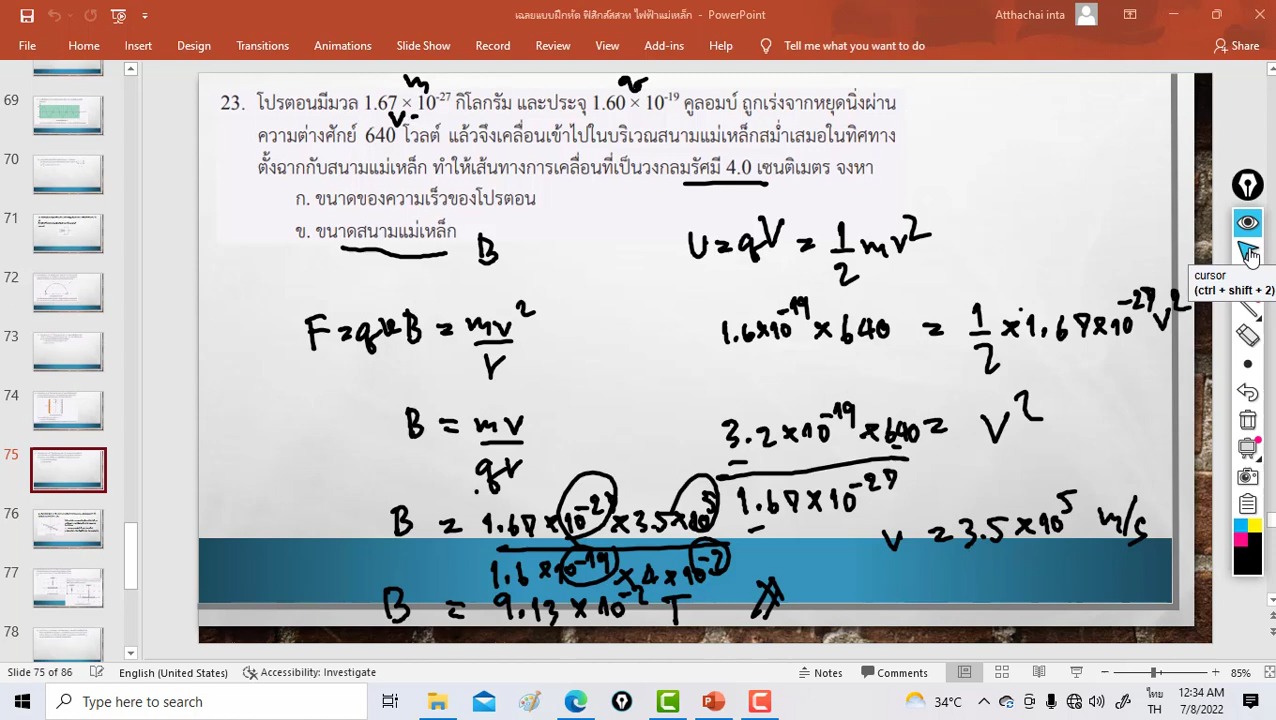 เฉลยแบบฝึกหัด ฟิสิกส์สสวท ไฟฟ้าแม่เหล็ก - PowerPoint
Atthachai inta
File Home Insert Design Transitions Animations Slide Show Record Review View Add-ins Help Tell me what you want to do Share
m q
23. โปรตอนมีมวล 1.67 × 10⁻²⁷ กิโลกรัม และประจุ 1.60 × 10⁻¹⁹ คูลอมบ์ ถูกเร่งจากหยุดนิ่งผ่าน
V
ความต่างศักย์ 640 โวลต์ แล้วจึงเคลื่อนเข้าไปในบริเวณสนามแม่เหล็กสม่ำเสมอในทิศทาง
ตั้งฉากกับสนามแม่เหล็ก ทำให้เส้นทางการเคลื่อนที่เป็นวงกลมรัศมี 4.0 เซนติเมตร จงหา
ก. ขนาดของความเร็วของโปรตอน
ข. ขนาดสนามแม่เหล็ก B
U = qV = 1/2 mv²
F = qvB = mv²/r
1.6×10⁻¹⁹ × 640 = 1/2 × 1.67×10⁻²⁷ v²
B = mv/qr
3.2×10⁻¹⁹ × 640 / 1.67×10⁻²⁷ = v²
v = 3.5×10⁵ m/s
B = 1.67×10⁻²⁷ × 3.5×10⁵ / 1.6×10⁻¹⁹ × 4×10⁻²
B = 9.13×10⁻² T
69
70
71
72
73
74
75
76
77
78
cursor
(ctrl + shift + 2)
Slide 75 of 86 English (United States) Accessibility: Investigate Notes Comments 85%
Type here to search
34°C
ไทย
TH
12:34 AM
7/8/2022